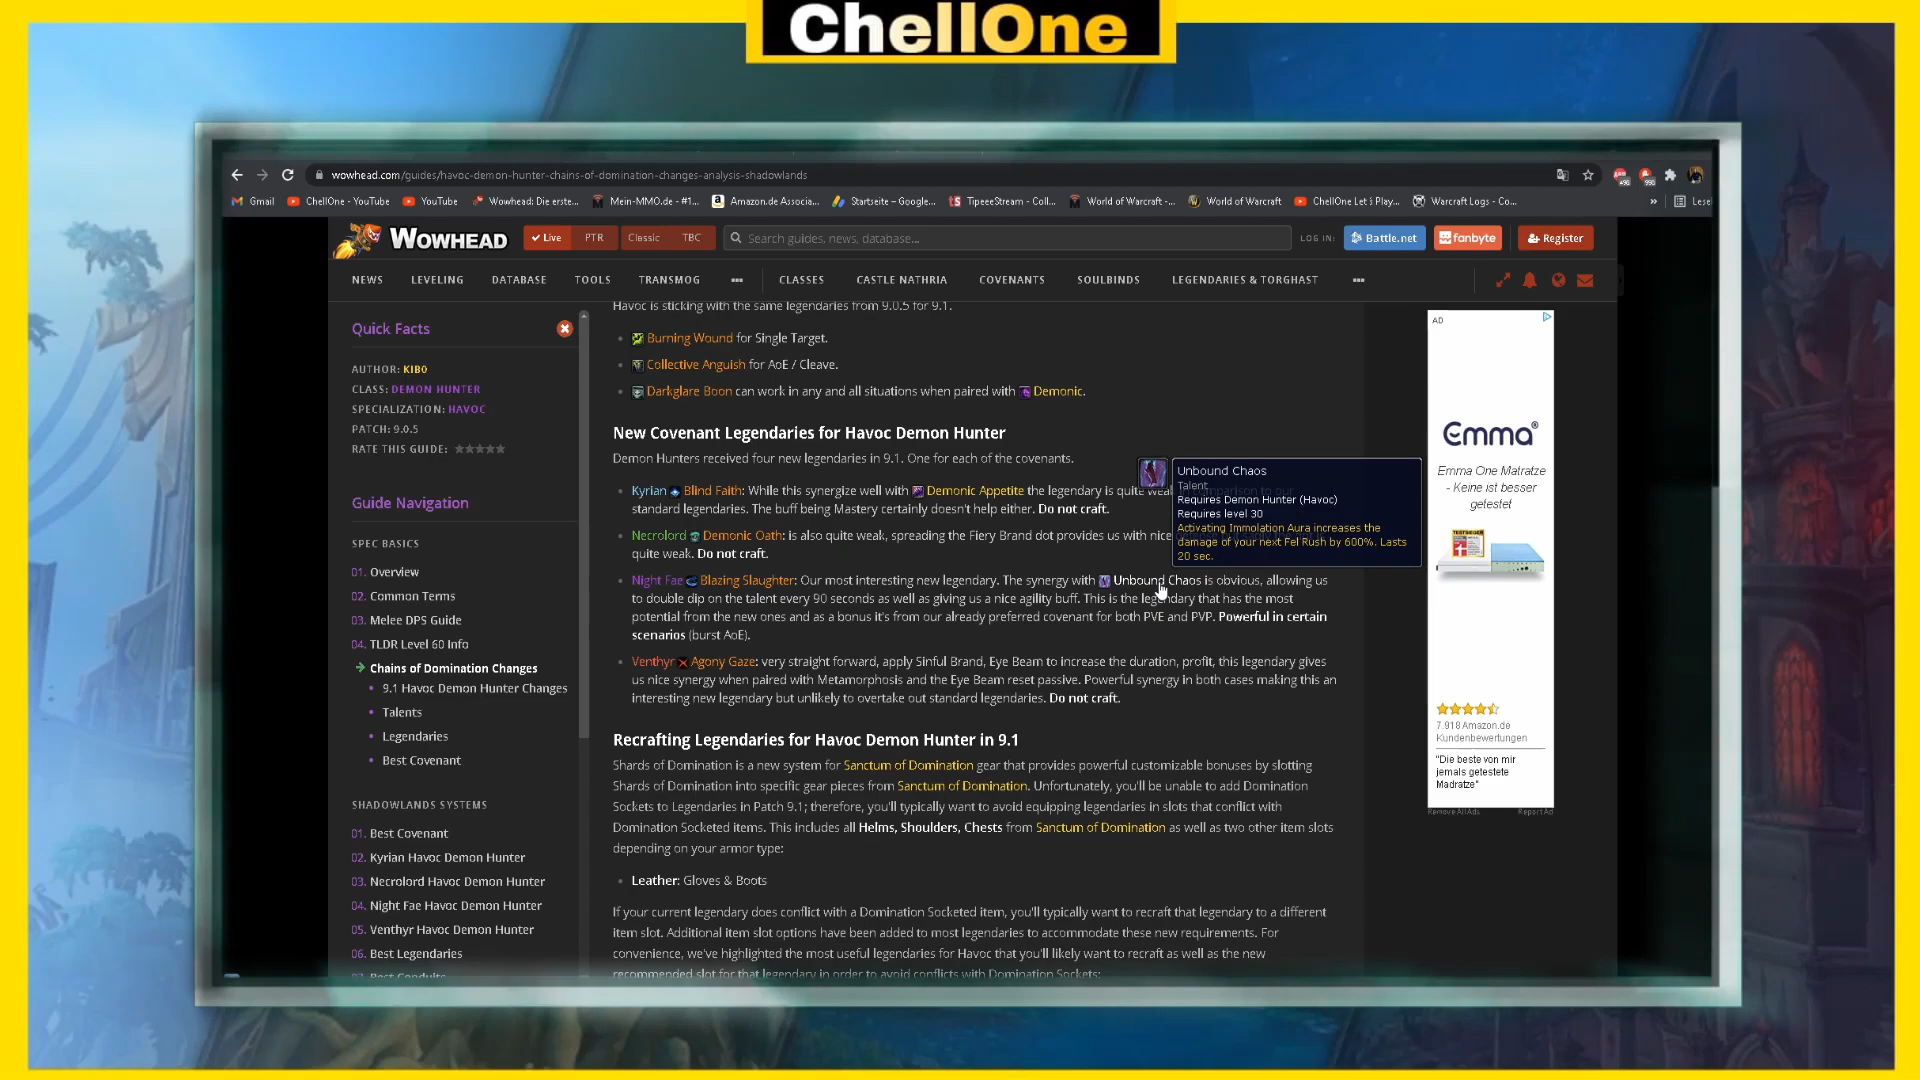 ChellOne
wowhead.com/guides/havoc-demon-hunter-chains-of-domination-changes-analysis-shadowlands
Gmail ChellOne - YouTube YouTube Wowhead: Die erste... Mein-MMO.de - #1... Amazon.de Associa... Startseite – Google... TipeeeStream - Coll... World of Warcraft -... World of Warcraft ChellOne Let´s Play... Warcraft Logs - Co... » Lese
WOWHEAD Live PTR Classic TBC Search guides, news, database... LOG IN: Battle.net fanbyte Register
NEWS LEVELING DATABASE TOOLS TRANSMOG ... CLASSES CASTLE NATHRIA COVENANTS SOULBINDS LEGENDARIES & TORGHAST ...
Quick Facts
AUTHOR: KIB0
CLASS: DEMON HUNTER
SPECIALIZATION: HAVOC
PATCH: 9.0.5
RATE THIS GUIDE:
Guide Navigation
SPEC BASICS
01. Overview
02. Common Terms
03. Melee DPS Guide
04. TLDR Level 60 Info
Chains of Domination Changes
• 9.1 Havoc Demon Hunter Changes
• Talents
• Legendaries
• Best Covenant
SHADOWLANDS SYSTEMS
01. Best Covenant
02. Kyrian Havoc Demon Hunter
03. Necrolord Havoc Demon Hunter
04. Night Fae Havoc Demon Hunter
05. Venthyr Havoc Demon Hunter
06. Best Legendaries
07. Best Conduits
Havoc is sticking with the same legendaries from 9.0.5 for 9.1.
• Burning Wound for Single Target.
• Collective Anguish for AoE / Cleave.
• Darkglare Boon can work in any and all situations when paired with Demonic.
New Covenant Legendaries for Havoc Demon Hunter
Demon Hunters received four new legendaries in 9.1. One for each of the covenants.
• Kyrian Blind Faith: While this synergize well with Demonic Appetite the legendary is quite weak in comparison to our
standard legendaries. The buff being Mastery certainly doesn't help either. Do not craft.
• Necrolord Demonic Oath: is also quite weak, spreading the Fiery Brand dot provides us with nice
quite weak. Do not craft.
• Night Fae Blazing Slaughter: Our most interesting new legendary. The synergy with Unbound Chaos is obvious, allowing us
to double dip on the talent every 90 seconds as well as giving us a nice agility buff. This is the legendary that has the most
potential from the new ones and as a bonus it's from our already preferred covenant for both PVE and PVP. Powerful in certain
scenarios (burst AoE).
• Venthyr Agony Gaze: very straight forward, apply Sinful Brand, Eye Beam to increase the duration, profit, this legendary gives
us nice synergy when paired with Metamorphosis and the Eye Beam reset passive. Powerful synergy in both cases making this an
interesting new legendary but unlikely to overtake out standard legendaries. Do not craft.
Unbound Chaos
Talent
Requires Demon Hunter (Havoc)
Requires level 30
Activating Immolation Aura increases the
damage of your next Fel Rush by 600%. Lasts
20 sec.
Recrafting Legendaries for Havoc Demon Hunter in 9.1
Shards of Domination is a new system for Sanctum of Domination gear that provides powerful customizable bonuses by slotting
Shards of Domination into specific gear pieces from Sanctum of Domination. Unfortunately, you'll be unable to add Domination
Sockets to Legendaries in Patch 9.1; therefore, you'll typically want to avoid equipping legendaries in slots that conflict with
Domination Socketed items. This includes all Helms, Shoulders, Chests from Sanctum of Domination as well as two other item slots
depending on your armor type:
• Leather: Gloves & Boots
If your current legendary does conflict with a Domination Socketed item, you'll typically want to recraft that legendary to a different
item slot. Additional item slot options have been added to most legendaries to accommodate these new requirements. For
convenience, we've highlighted the most useful legendaries for Havoc that you'll likely want to recraft as well as the new
recommended slot for that legendary in order to avoid conflicts with Domination Sockets:
AD
Emma®
Emma One Matratze
- Keine ist besser
getestet
7.918 Amazon.de
Kundenbewertungen
"Die beste von mir
jemals getestete
Madratze"
Remove All Ads Report Ad